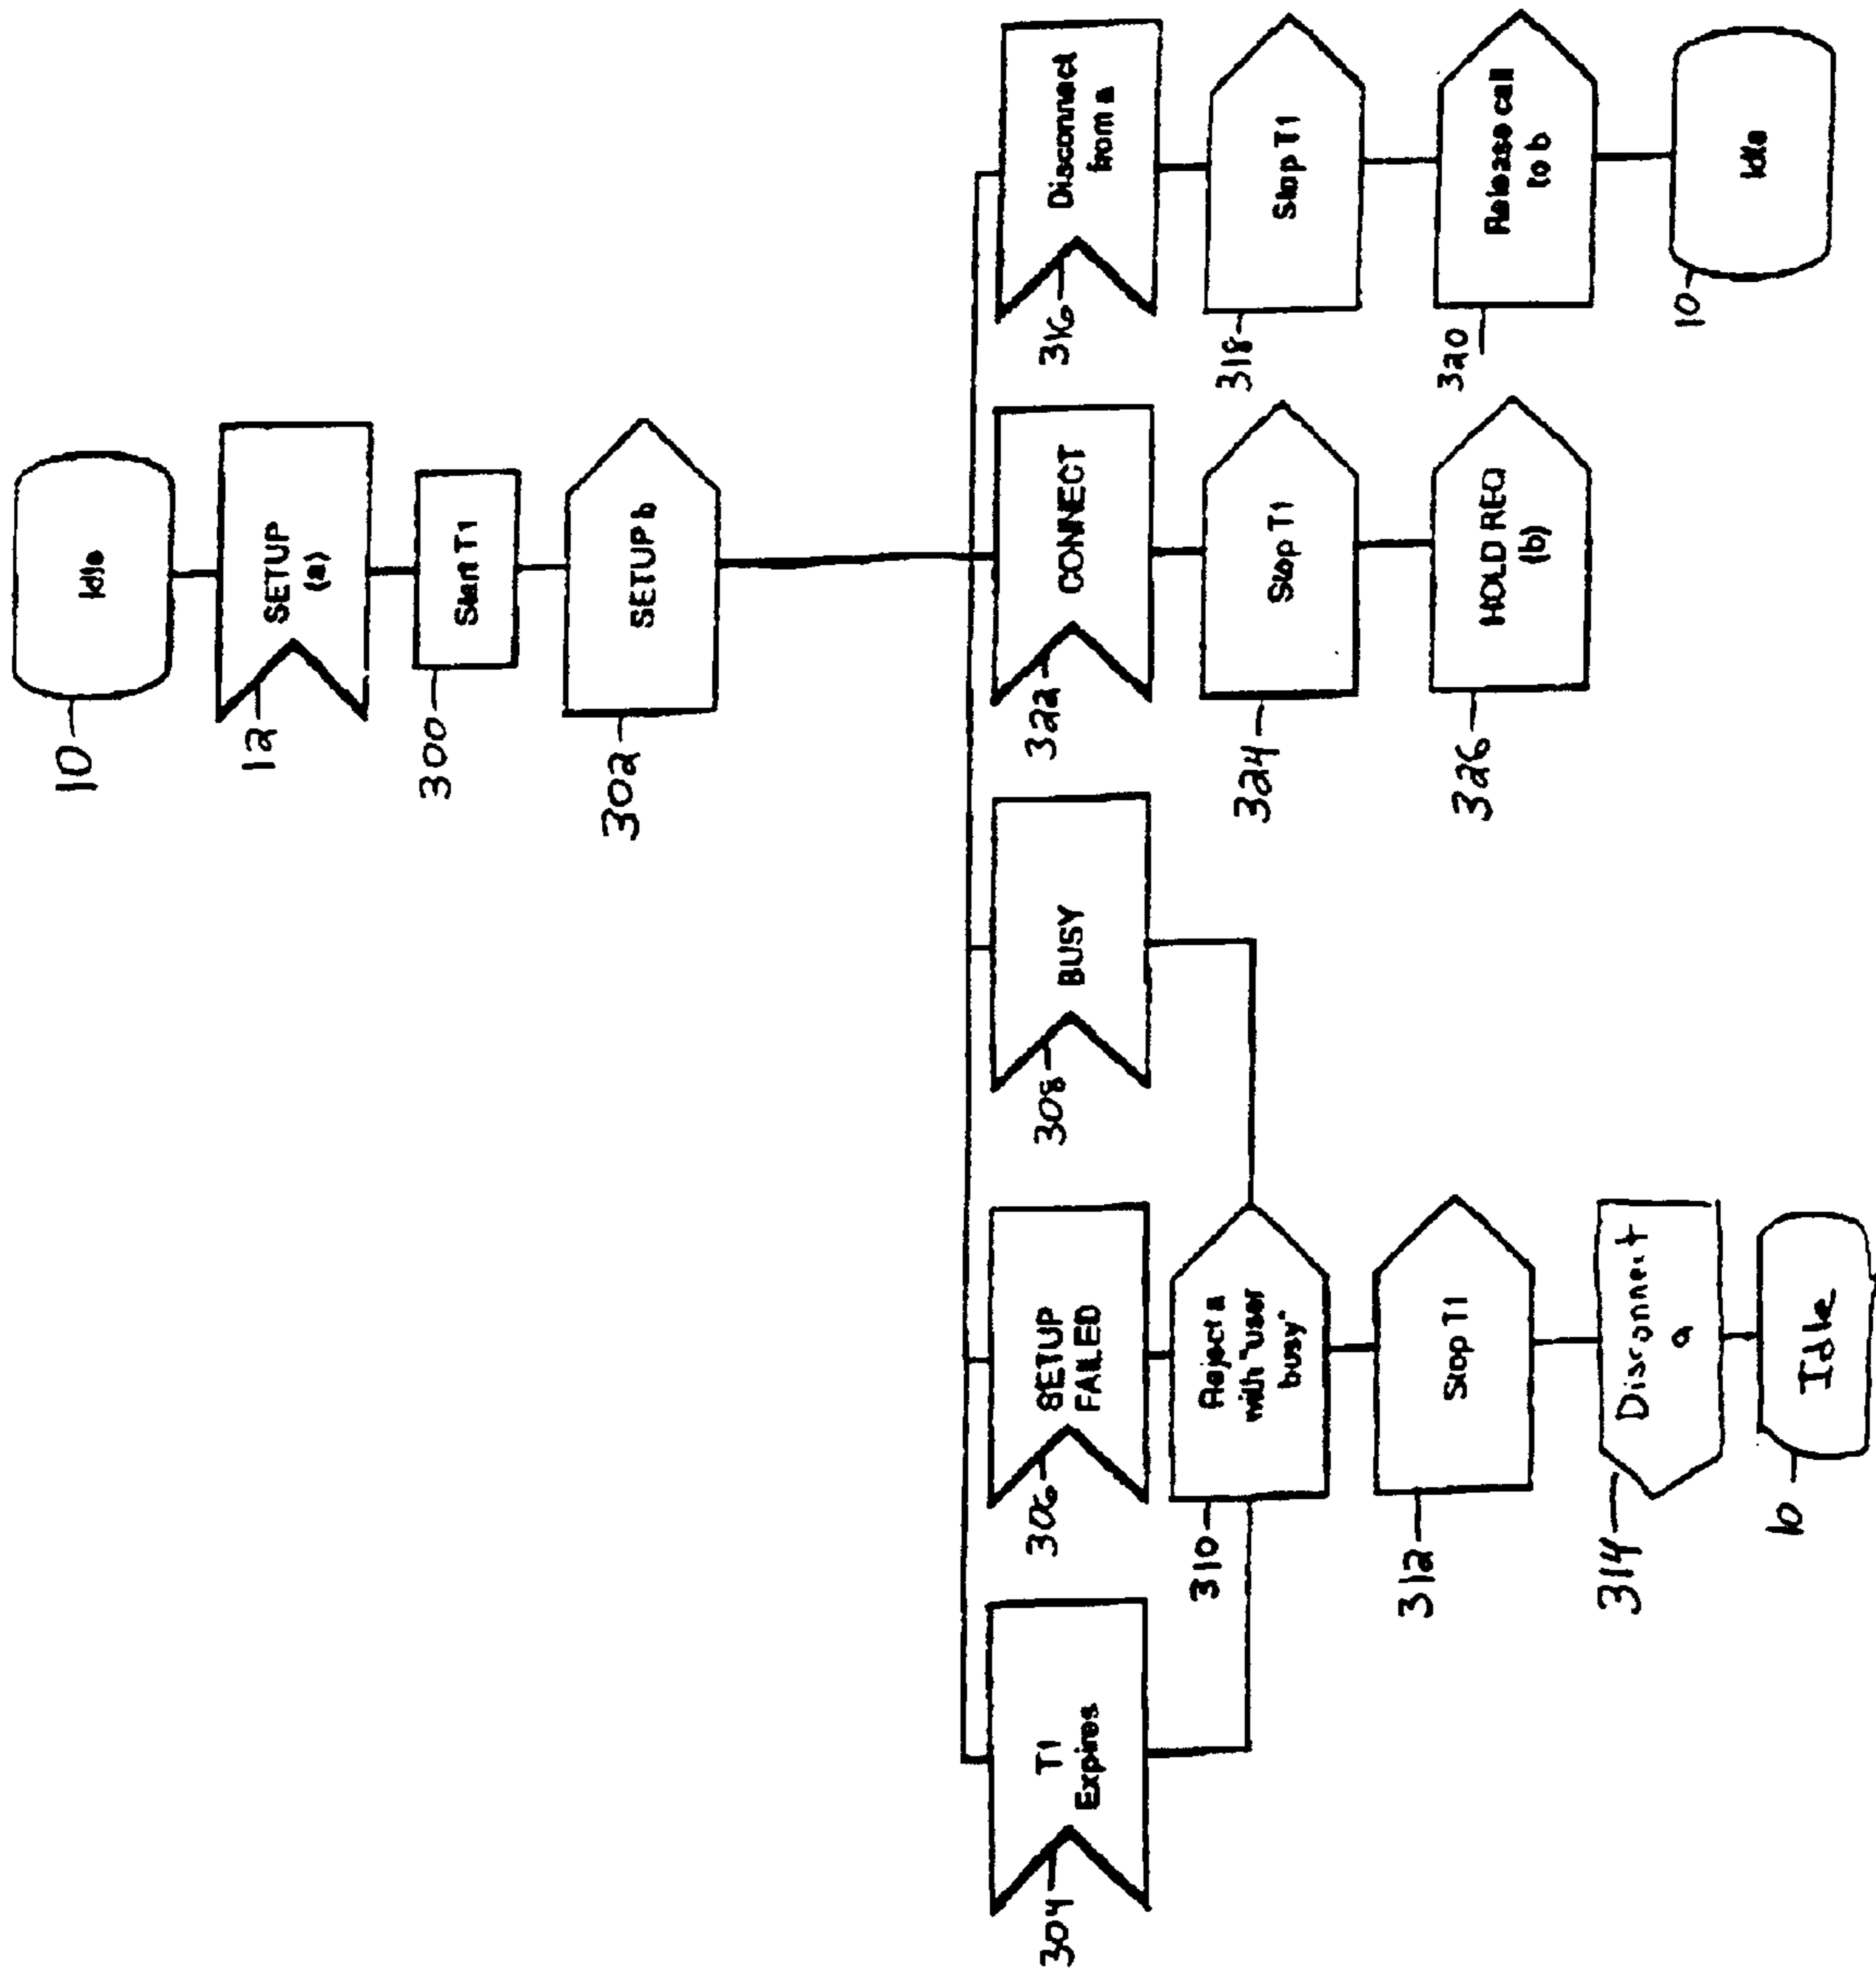 10
Idle
12
SETUP
(a)
300
Start T1
302
SETUP b
304
T1
Expires
306
SETUP
FAILED
308
BUSY
322
CONNECT
316
Disconnect
from a
310
Reject a
with "user
busy"
324
Stop T1
318
Stop T1
312
Stop T1
326
HOLD REQ
(b)
320
Release call
to b
314
Disconnect
a
10
Idle
10
Idle